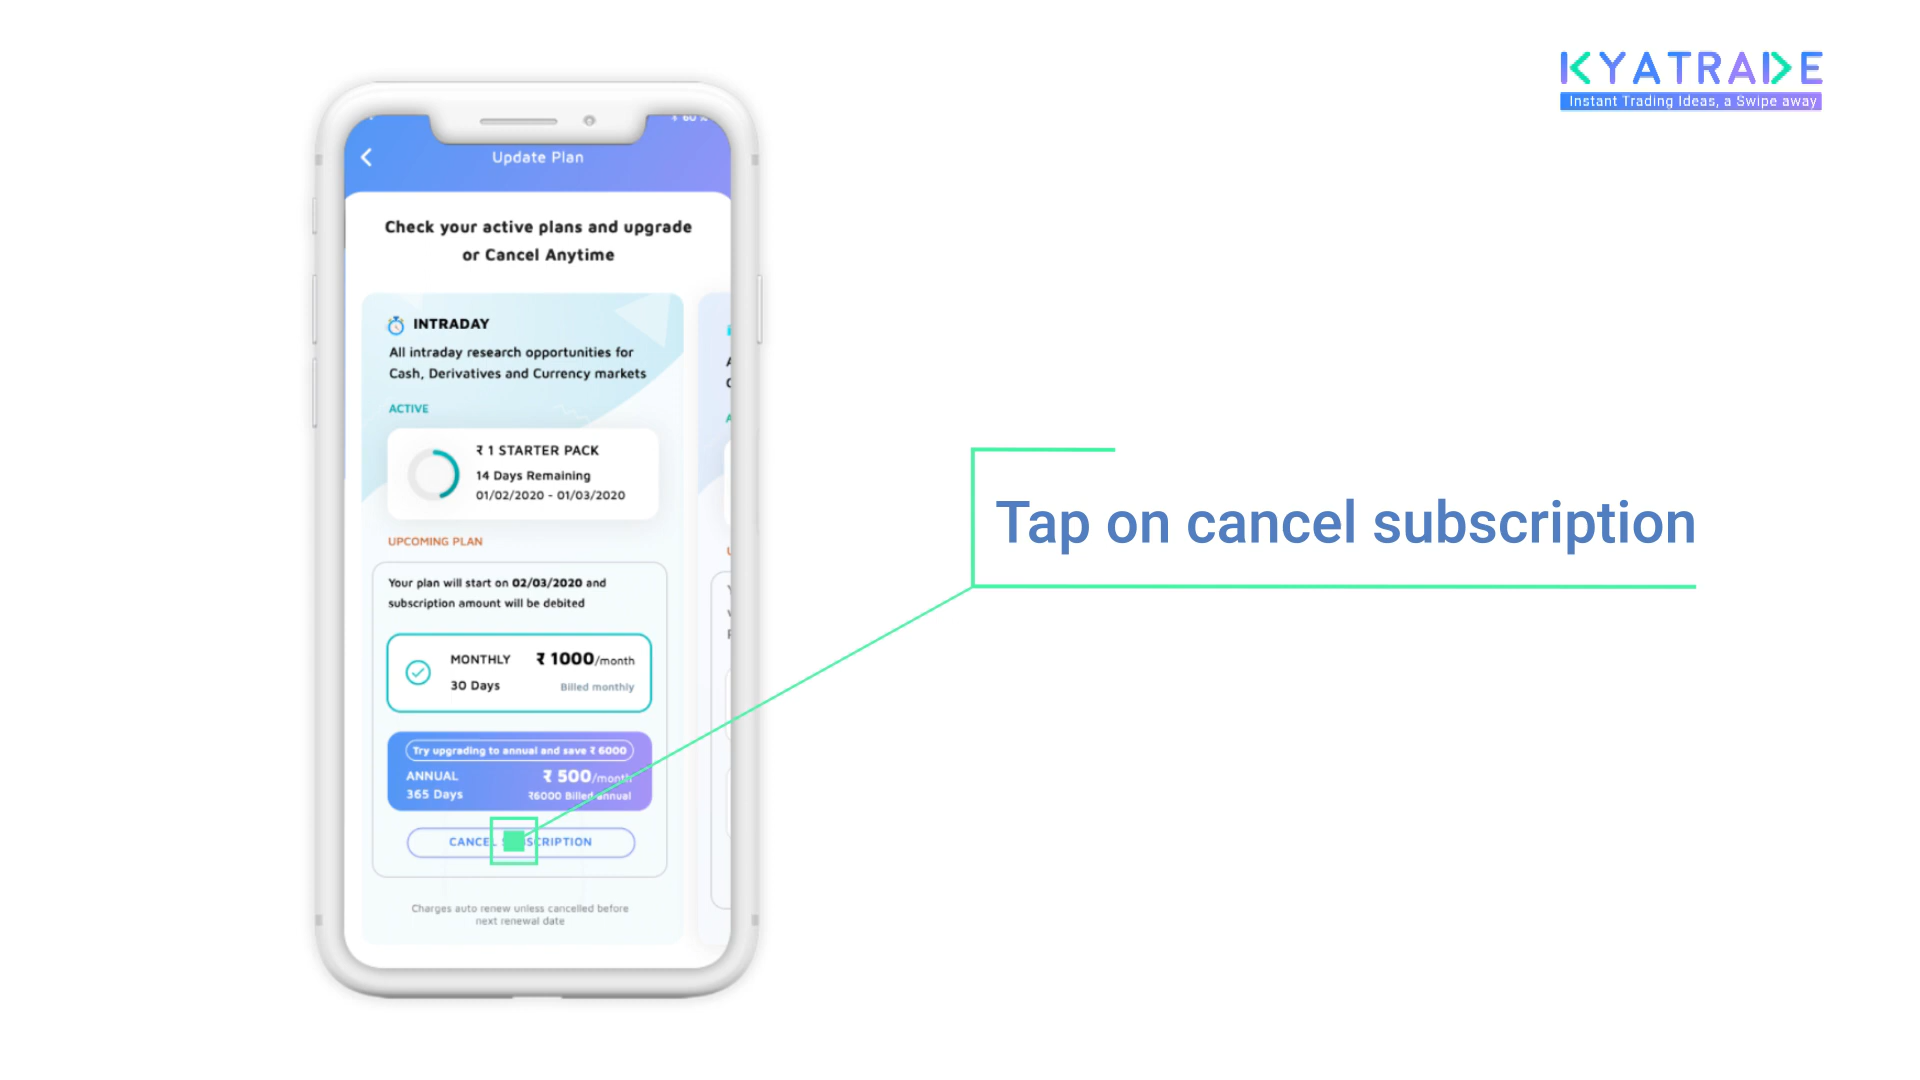 KYATRADE
Instant Trading Ideas, a Swipe away
60 %
Update Plan
Check your active plans and upgrade
or Cancel Anytime
INTRADAY
All intraday research opportunities for
Cash, Derivatives and Currency markets
ACTIVE
₹ 1 STARTER PACK
14 Days Remaining
01/02/2020 - 01/03/2020
UPCOMING PLAN
Your plan will start on 02/03/2020 and
subscription amount will be debited
MONTHLY ₹ 1000/month
30 Days Billed monthly
Try upgrading to annual and save ₹ 6000
ANNUAL ₹ 500/month
365 Days ₹6000 Billed annual
CANCEL SUBSCRIPTION
Charges auto renew unless cancelled before
next renewal date
Tap on cancel subscription